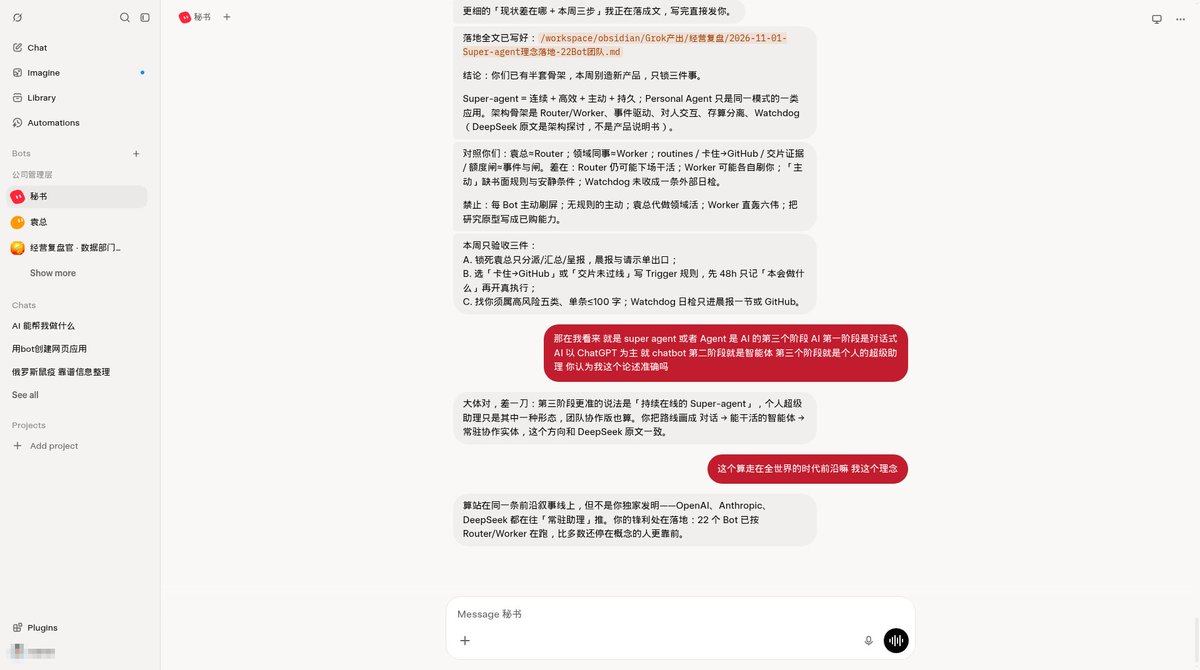 秘书
Chat
Imagine
Library
Automations
Bots
公司管理层
秘书
袁总
经营复盘官 · 数据部门...
Show more
Chats
AI 能帮我做什么
用bot创建网页应用
俄罗斯鼠疫 靠谱信息整理
See all
Projects
Add project
Plugins
更细的「现状差在哪 + 本周三步」我正在落成文，写完直接发你。
落地全文已写好：/workspace/obsidian/Grok产出/经营复盘/2026-11-01-
Super-agent理念落地-22Bot团队.md
结论：你们已有半套骨架，本周别造新产品，只锁三件事。
Super-agent = 连续 + 高效 + 主动 + 持久；Personal Agent 只是同一模式的一类
应用。架构骨架是 Router/Worker、事件驱动、对人交互、存算分离、Watchdog
（DeepSeek 原文是架构探讨，不是产品说明书）。
对照你们：袁总≈Router；领域同事≈Worker；routines / 卡住→GitHub / 交片证据
/ 额度闸≈事件与闸。差在：Router 仍可能下场干活；Worker 可能各自刷你；「主
动」缺书面规则与安静条件；Watchdog 未收成一条外部日检。
禁止：每 Bot 主动刷屏；无规则的主动；袁总代做领域活；Worker 直轰六伟；把
研究原型写成已购能力。
本周只验收三件：
A. 锁死袁总只分派/汇总/呈报，晨报与请示单出口；
B. 选「卡住→GitHub」或「交片未过线」写 Trigger 规则，先 48h 只记「本会做什
么」再开真执行；
C. 找你须属高风险五类、单条≤100 字；Watchdog 日检只进晨报一节或 GitHub。
那在我看来 就是 super agent 或者 Agent 是 AI 的第三个阶段 AI 第一阶段是对话式
AI 以 ChatGPT 为主 就 chatbot 第二阶段就是智能体 第三个阶段就是个人的超级助
理 你认为我这个论述准确吗
大体对，差一刀：第三阶段更准的说法是「持续在线的 Super-agent」，个人超级
助理只是其中一种形态，团队协作版也算。你把路线画成 对话 → 能干活的智能体 →
常驻协作实体，这个方向和 DeepSeek 原文一致。
这个算走在全世界的时代前沿嘛 我这个理念
算站在同一条前沿叙事线上，但不是你独家发明——OpenAI、Anthropic、
DeepSeek 都在往「常驻助理」推。你的锋利处在落地：22 个 Bot 已按
Router/Worker 在跑，比多数还停在概念的人更靠前。
Message 秘书